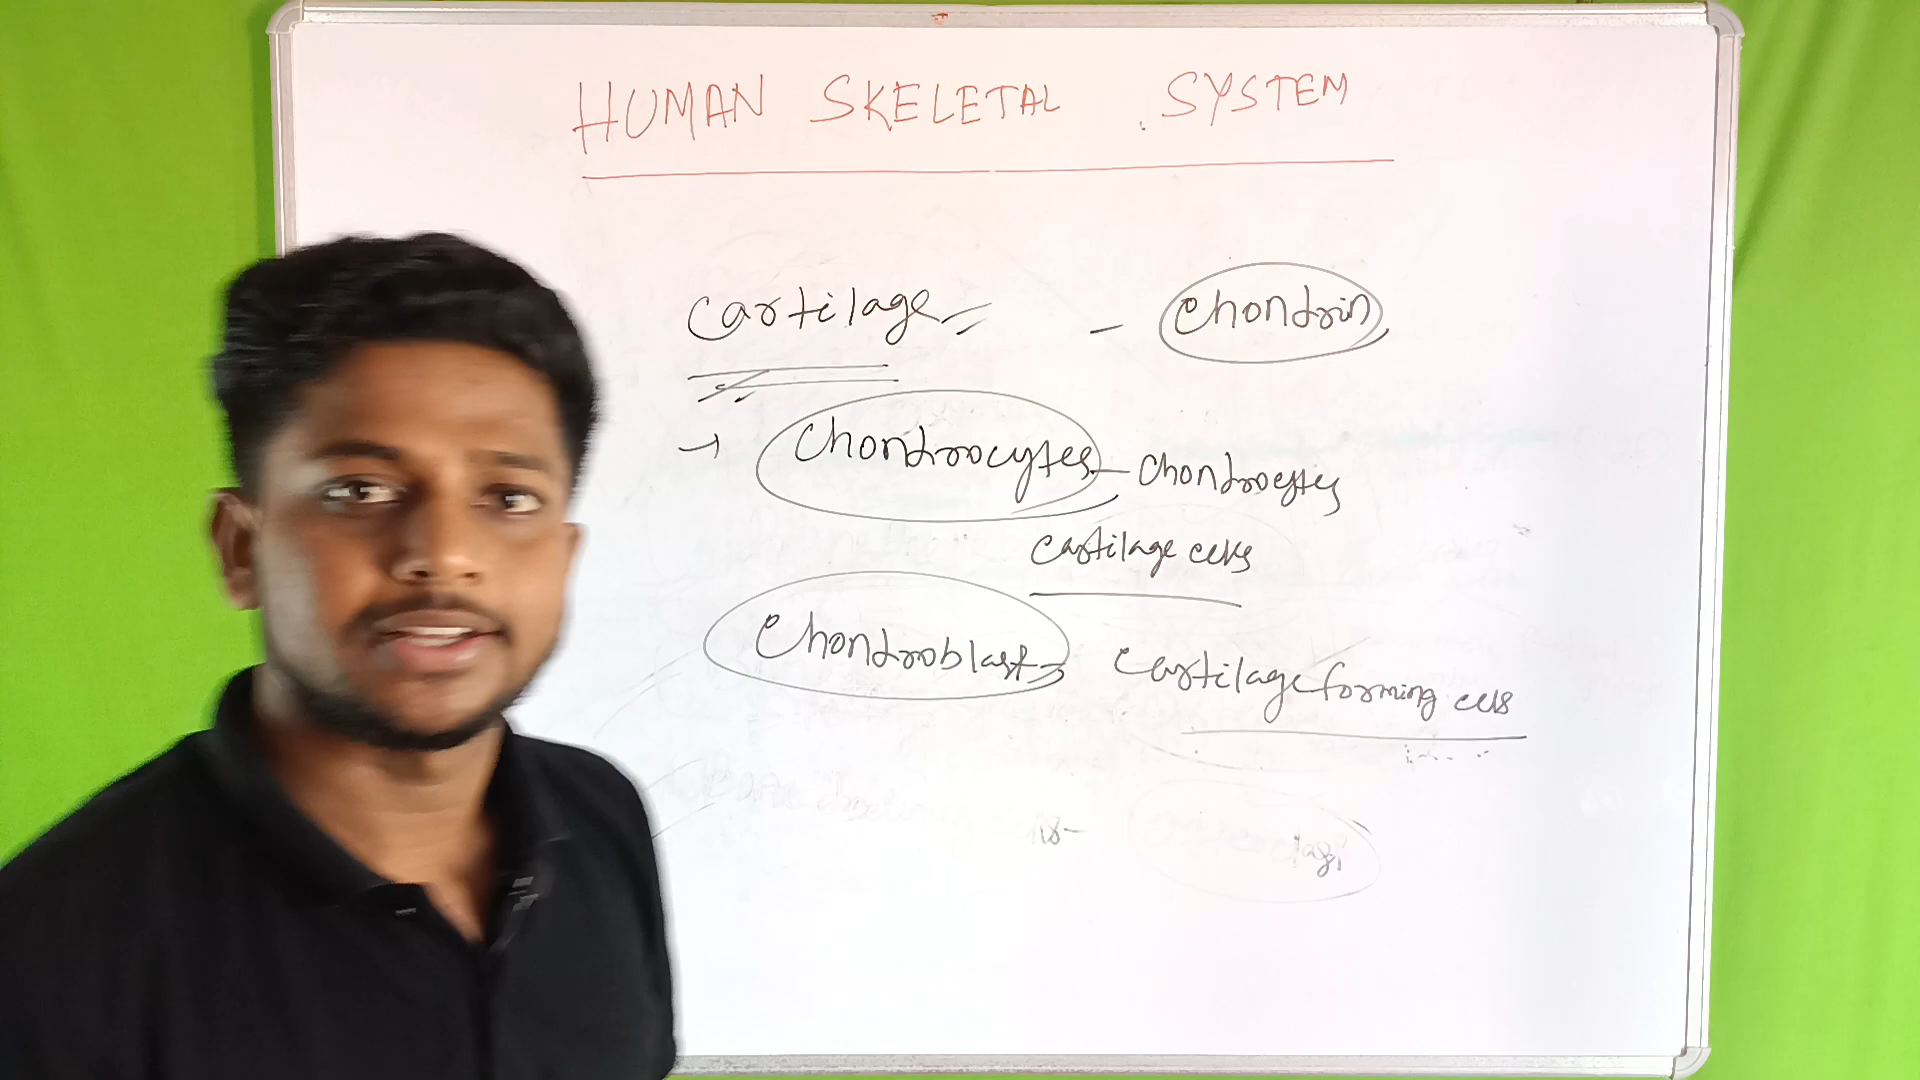 HUMAN SKELETAL SYSTEM
cartilage - chondrin
→ chondrocytes - chondrocytes
cartilage cells
chondroblast cartilage forming cells